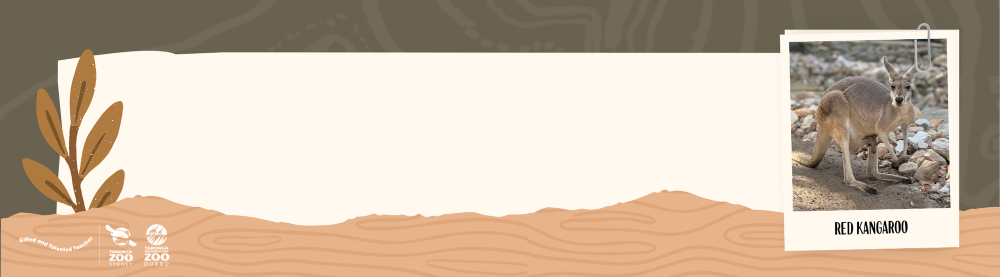 RED KANGAROO
Gifted and Talented Teacher
TARONGA
ZOO
SYDNEY
TARONGA
WESTERN PLAINS
ZOO
DUBBO